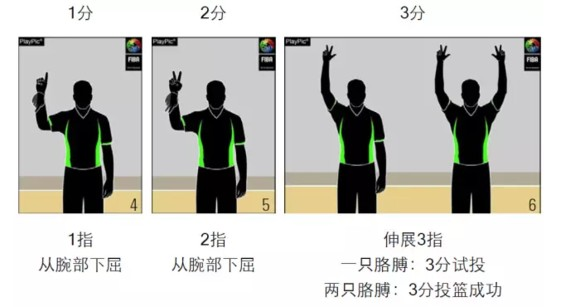 1分
2分
3分
PlayPic
PlayPic
PlayPic
FIBA
FIBA
FIBA
4
5
6
1指
从腕部下屈
2指
从腕部下屈
伸展3指
一只胳膊：3分试投
两只胳膊：3分投篮成功